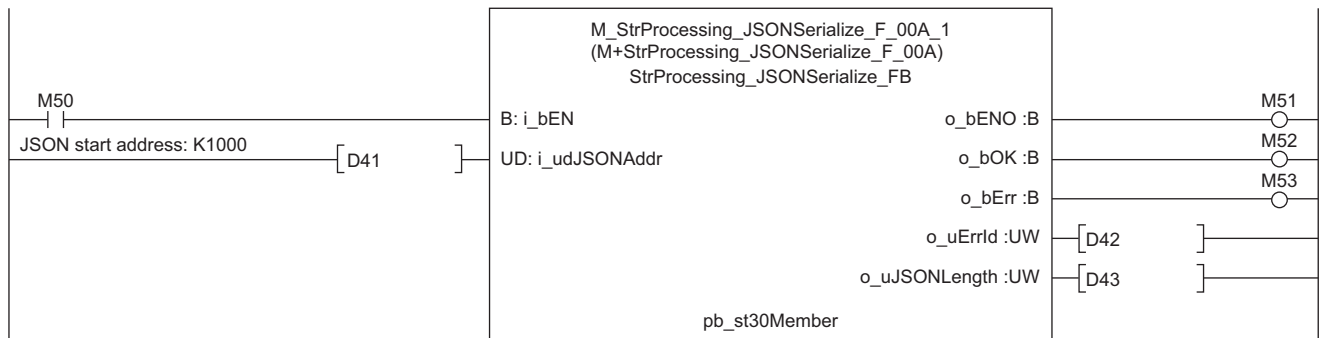 M_StrProcessing_JSONSerialize_F_00A_1
(M+StrProcessing_JSONSerialize_F_00A)
StrProcessing_JSONSerialize_FB
M50
B: i_bEN
o_bENO :B
M51
JSON start address: K1000
D41
UD: i_udJSONAddr
o_bOK :B
M52
o_bErr :B
M53
o_uErrId :UW
D42
o_uJSONLength :UW
D43
pb_st30Member